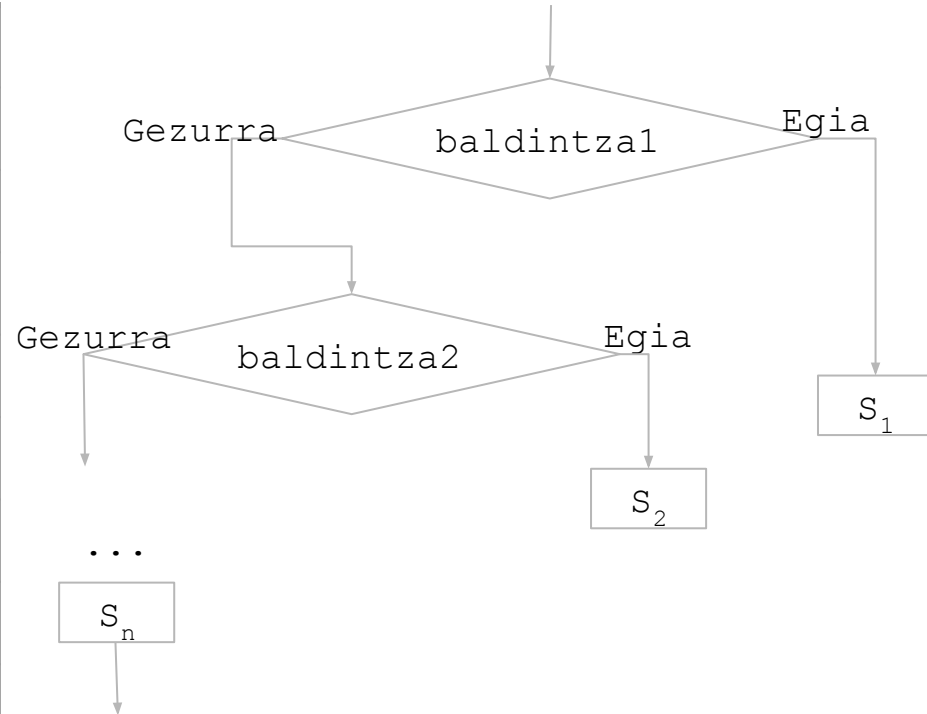 Gezurra
baldintza1
Egia
Gezurra
baldintza2
Egia
S1
S2
...
Sn